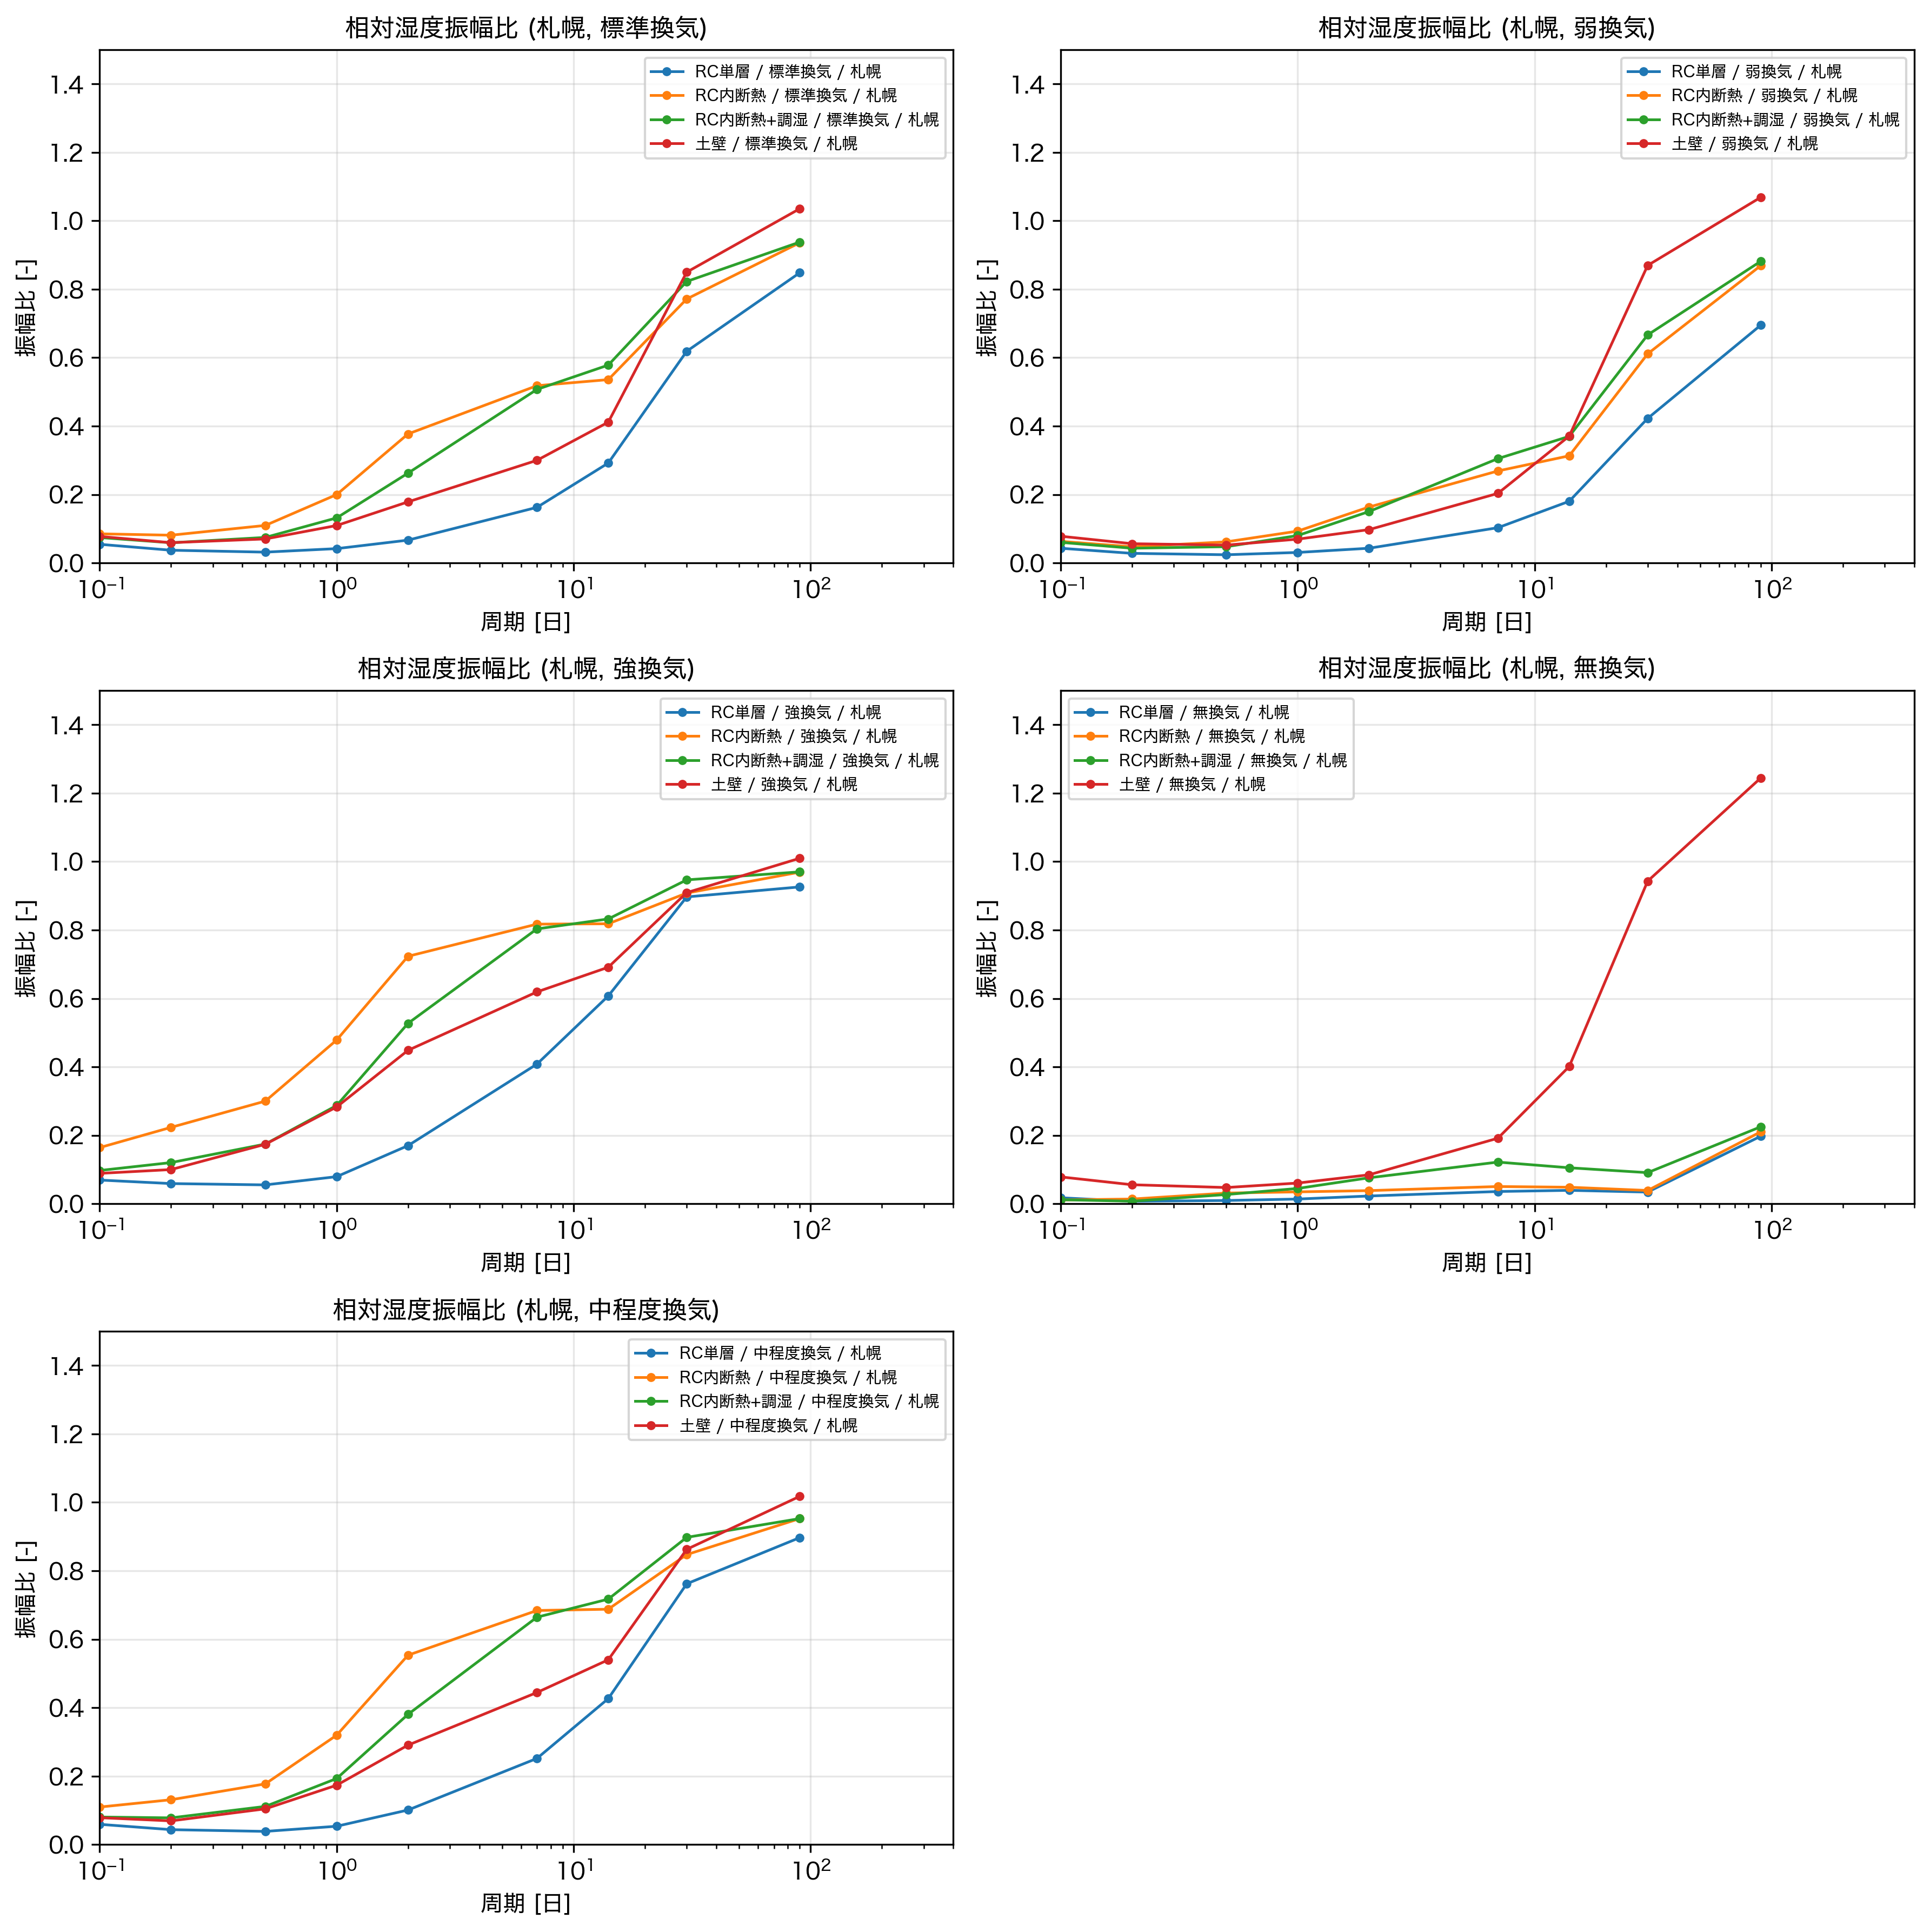 相対湿度振幅比 (札幌, 標準換気)
振幅比 [-]
1.4
1.2
1.0
0.8
0.6
0.4
0.2
0.0
RC単層 / 標準換気 / 札幌
RC内断熱 / 標準換気 / 札幌
RC内断熱+調湿 / 標準換気 / 札幌
土壁 / 標準換気 / 札幌
10⁻¹ 10⁰ 10¹ 10²
周期 [日]
相対湿度振幅比 (札幌, 弱換気)
振幅比 [-]
1.4
1.2
1.0
0.8
0.6
0.4
0.2
0.0
RC単層 / 弱換気 / 札幌
RC内断熱 / 弱換気 / 札幌
RC内断熱+調湿 / 弱換気 / 札幌
土壁 / 弱換気 / 札幌
10⁻¹ 10⁰ 10¹ 10²
周期 [日]
相対湿度振幅比 (札幌, 強換気)
振幅比 [-]
1.4
1.2
1.0
0.8
0.6
0.4
0.2
0.0
RC単層 / 強換気 / 札幌
RC内断熱 / 強換気 / 札幌
RC内断熱+調湿 / 強換気 / 札幌
土壁 / 強換気 / 札幌
10⁻¹ 10⁰ 10¹ 10²
周期 [日]
相対湿度振幅比 (札幌, 無換気)
振幅比 [-]
1.4
1.2
1.0
0.8
0.6
0.4
0.2
0.0
RC単層 / 無換気 / 札幌
RC内断熱 / 無換気 / 札幌
RC内断熱+調湿 / 無換気 / 札幌
土壁 / 無換気 / 札幌
10⁻¹ 10⁰ 10¹ 10²
周期 [日]
相対湿度振幅比 (札幌, 中程度換気)
振幅比 [-]
1.4
1.2
1.0
0.8
0.6
0.4
0.2
0.0
RC単層 / 中程度換気 / 札幌
RC内断熱 / 中程度換気 / 札幌
RC内断熱+調湿 / 中程度換気 / 札幌
土壁 / 中程度換気 / 札幌
10⁻¹ 10⁰ 10¹ 10²
周期 [日]